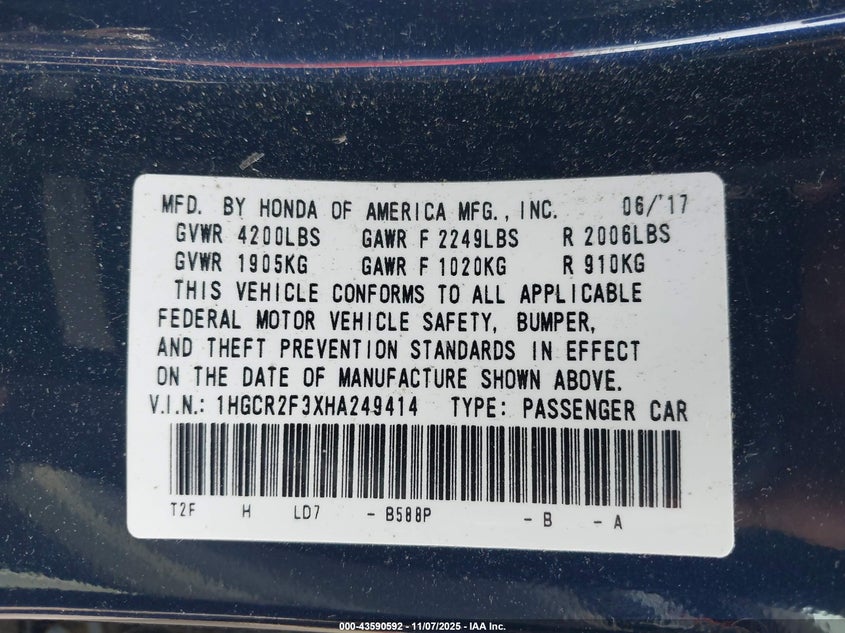 MFD. BY HONDA OF AMERICA MFG., INC. 06/'17
GVWR 4200LBS GAWR F 2249LBS R 2006LBS
GVWR 1905KG GAWR F 1020KG R 910KG
THIS VEHICLE CONFORMS TO ALL APPLICABLE
FEDERAL MOTOR VEHICLE SAFETY, BUMPER,
AND THEFT PREVENTION STANDARDS IN EFFECT
ON THE DATE OF MANUFACTURE SHOWN ABOVE.
V.I.N.: 1HGCR2F3XHA249414 TYPE: PASSENGER CAR
T2F H LD7 - B588P - B - A
000-43590592 - 11/07/2025 - IAA Inc.